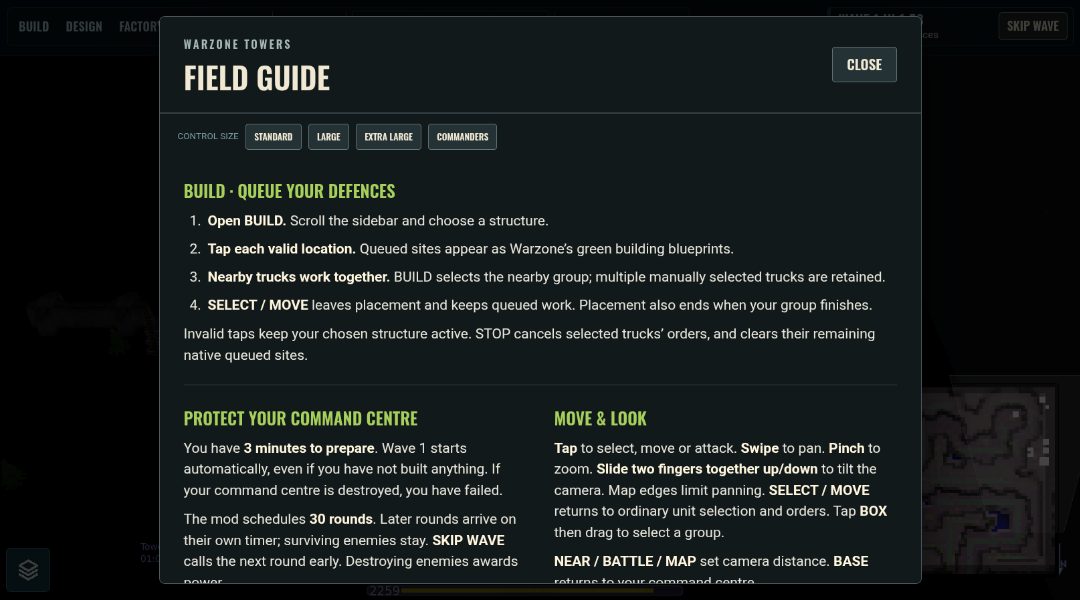 BUILD DESIGN FACTORY
SKIP WAVE
WARZONE TOWERS
FIELD GUIDE
CLOSE
CONTROL SIZE STANDARD LARGE EXTRA LARGE COMMANDERS
BUILD · QUEUE YOUR DEFENCES
1. Open BUILD. Scroll the sidebar and choose a structure.
2. Tap each valid location. Queued sites appear as Warzone’s green building blueprints.
3. Nearby trucks work together. BUILD selects the nearby group; multiple manually selected trucks are retained.
4. SELECT / MOVE leaves placement and keeps queued work. Placement also ends when your group finishes.
Invalid taps keep your chosen structure active. STOP cancels selected trucks’ orders, and clears their remaining
native queued sites.
PROTECT YOUR COMMAND CENTRE
You have 3 minutes to prepare. Wave 1 starts
automatically, even if you have not built anything. If
your command centre is destroyed, you have failed.
The mod schedules 30 rounds. Later rounds arrive on
their own timer; surviving enemies stay. SKIP WAVE
calls the next round early. Destroying enemies awards
power.
MOVE & LOOK
Tap to select, move or attack. Swipe to pan. Pinch to
zoom. Slide two fingers together up/down to tilt the
camera. Map edges limit panning. SELECT / MOVE
returns to ordinary unit selection and orders. Tap BOX
then drag to select a group.
NEAR / BATTLE / MAP set camera distance. BASE
returns to your command centre.
2259